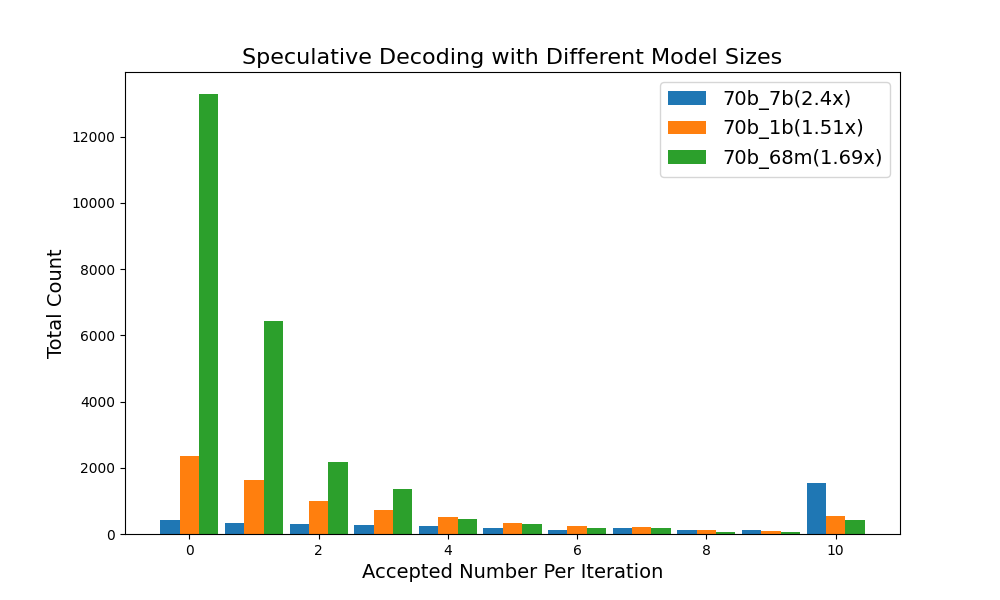 Speculative Decoding with Different Model Sizes
70b_7b(2.4x)
70b_1b(1.51x)
70b_68m(1.69x)
Total Count
12000
10000
8000
6000
4000
2000
0
0 2 4 6 8 10
Accepted Number Per Iteration